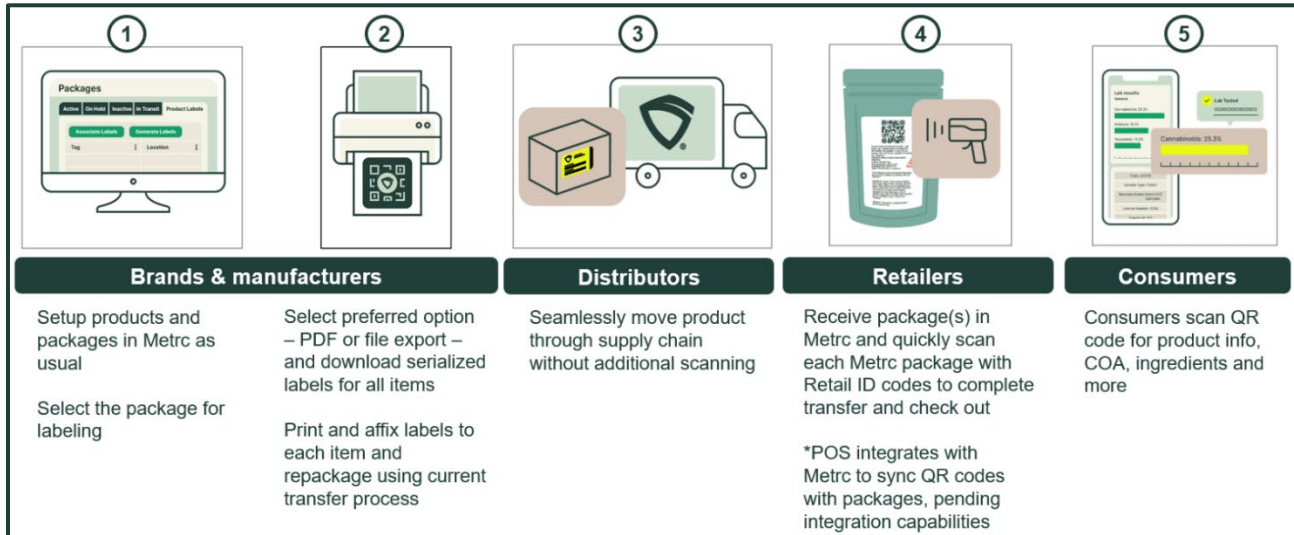 1
2
3
4
5
Packages
Active On Hold Inactive In Transit Product Labels
Associate Labels Generate Labels
Tag Location
Lab results
Lab Tested
Cannabinoids: 25.3%
Brands & manufacturers
Distributors
Retailers
Consumers
Setup products and
packages in Metrc as
usual
Select the package for
labeling
Select preferred option
– PDF or file export –
and download serialized
labels for all items
Print and affix labels to
each item and
repackage using current
transfer process
Seamlessly move product
through supply chain
without additional scanning
Receive package(s) in
Metrc and quickly scan
each Metrc package with
Retail ID codes to complete
transfer and check out
*POS integrates with
Metrc to sync QR codes
with packages, pending
integration capabilities
Consumers scan QR
code for product info,
COA, ingredients and
more